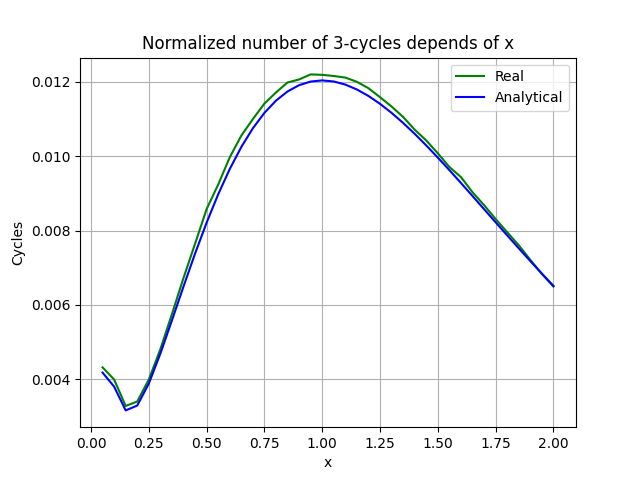 Normalized number of 3-cycles depends of x
Real
Analytical
Cycles
0.012
0.010
0.008
0.006
0.004
0.00 0.25 0.50 0.75 1.00 1.25 1.50 1.75 2.00
x